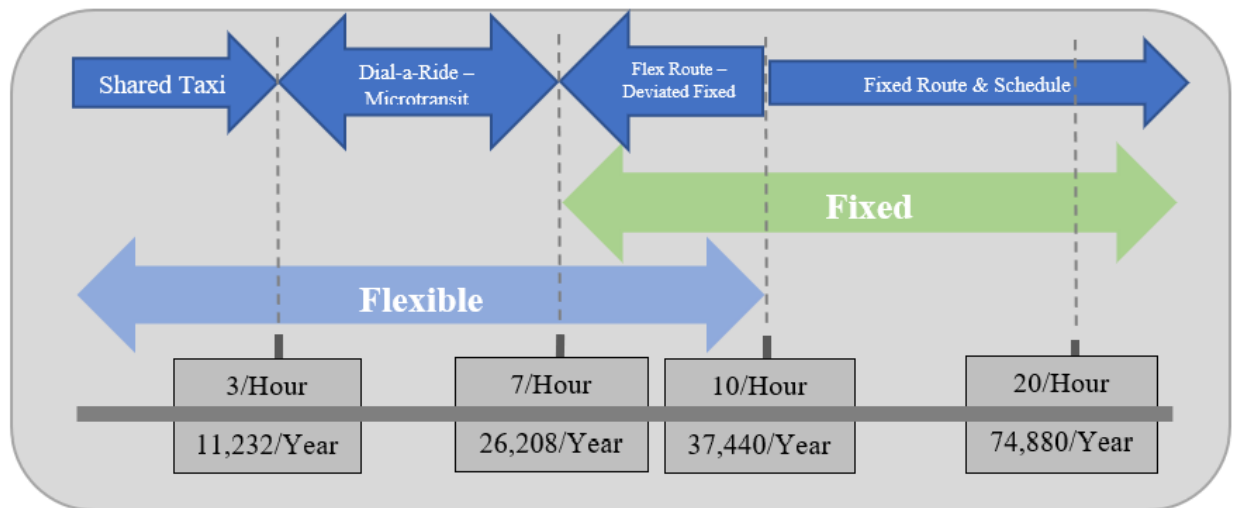 Shared Taxi
Dial-a-Ride –
Microtransit
Flex Route –
Deviated Fixed
Fixed Route & Schedule
Fixed
Flexible
3/Hour
7/Hour
10/Hour
20/Hour
11,232/Year
26,208/Year
37,440/Year
74,880/Year